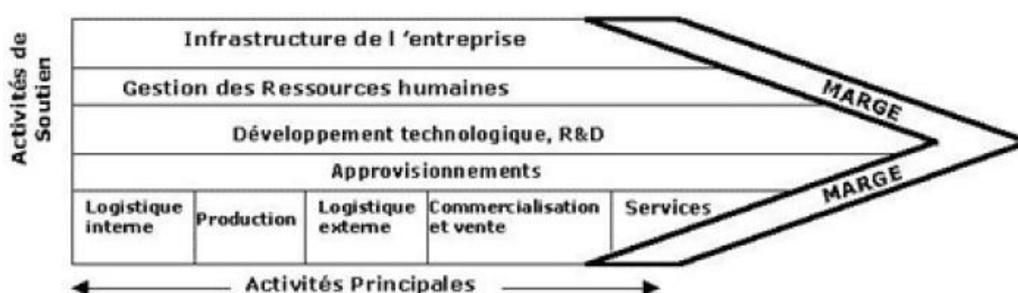 Activités de
Soutien
Infrastructure de l ’entreprise
Gestion des Ressources humaines
Développement technologique, R&D
Approvisionnements
Logistique
interne
Production
Logistique
externe
Commercialisation
et vente
Services
MARGE
MARGE
Activités Principales